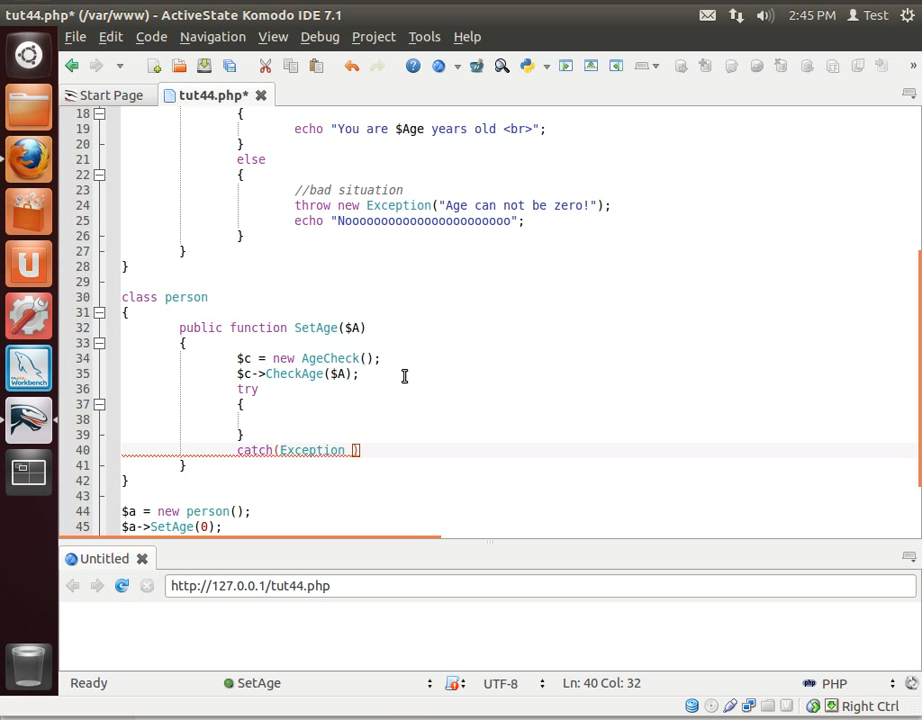 tut44.php* (/var/www) - ActiveState Komodo IDE 7.1
2:45 PM
Test
File Edit Code Navigation View Debug Project Tools Help
Start Page
tut44.php*
18 {
19 echo "You are $Age years old <br>";
20 }
21 else
22 {
23 //bad situation
24 throw new Exception("Age can not be zero!");
25 echo "Nooooooooooooooooooooooo";
26 }
27 }
28 }
29
30 class person
31 {
32 public function SetAge($A)
33 {
34 $c = new AgeCheck();
35 $c->CheckAge($A);
36 try
37 {
38
39 }
40 catch(Exception )
41 }
42 }
43
44 $a = new person();
45 $a->SetAge(0);
Untitled
http://127.0.0.1/tut44.php
Ready
SetAge
UTF-8
Ln: 40 Col: 32
PHP
Right Ctrl
MySQL
Workbench